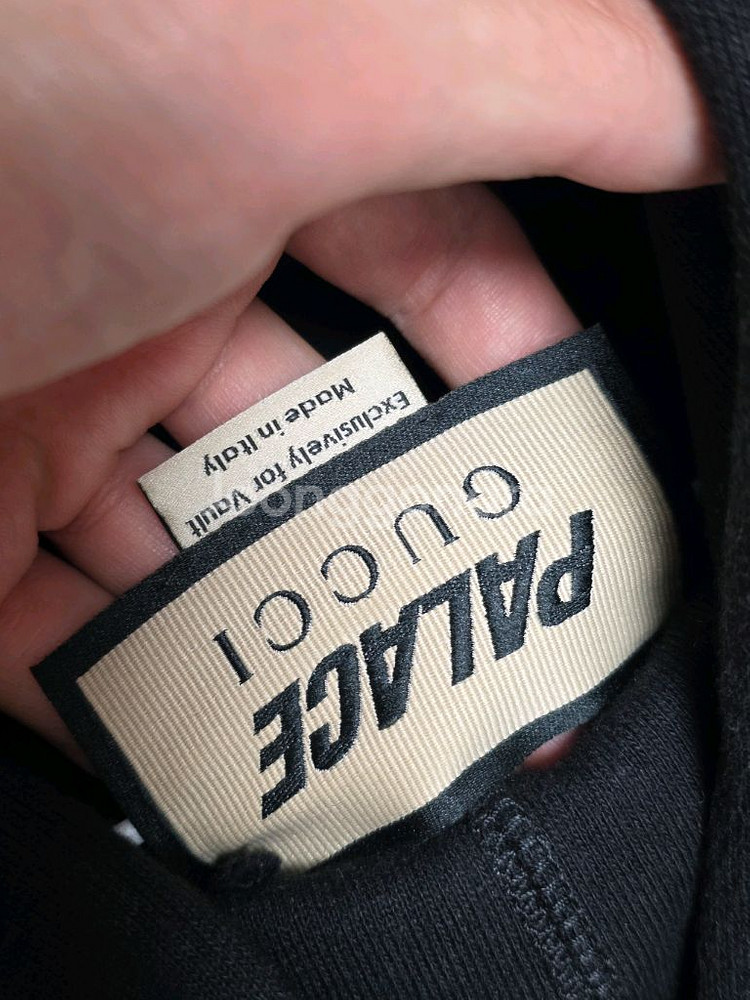 PALACE
GUCCI
Exclusively for Vault
Made in Italy